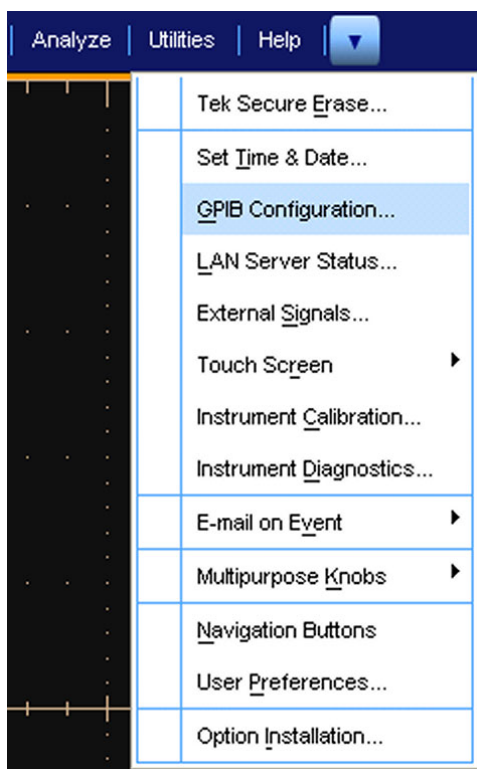 Analyze | Utilities | Help |
Tek Secure Erase...
Set Time & Date...
GPIB Configuration...
LAN Server Status...
External Signals...
Touch Screen
Instrument Calibration...
Instrument Diagnostics...
E-mail on Event
Multipurpose Knobs
Navigation Buttons
User Preferences...
Option Installation...